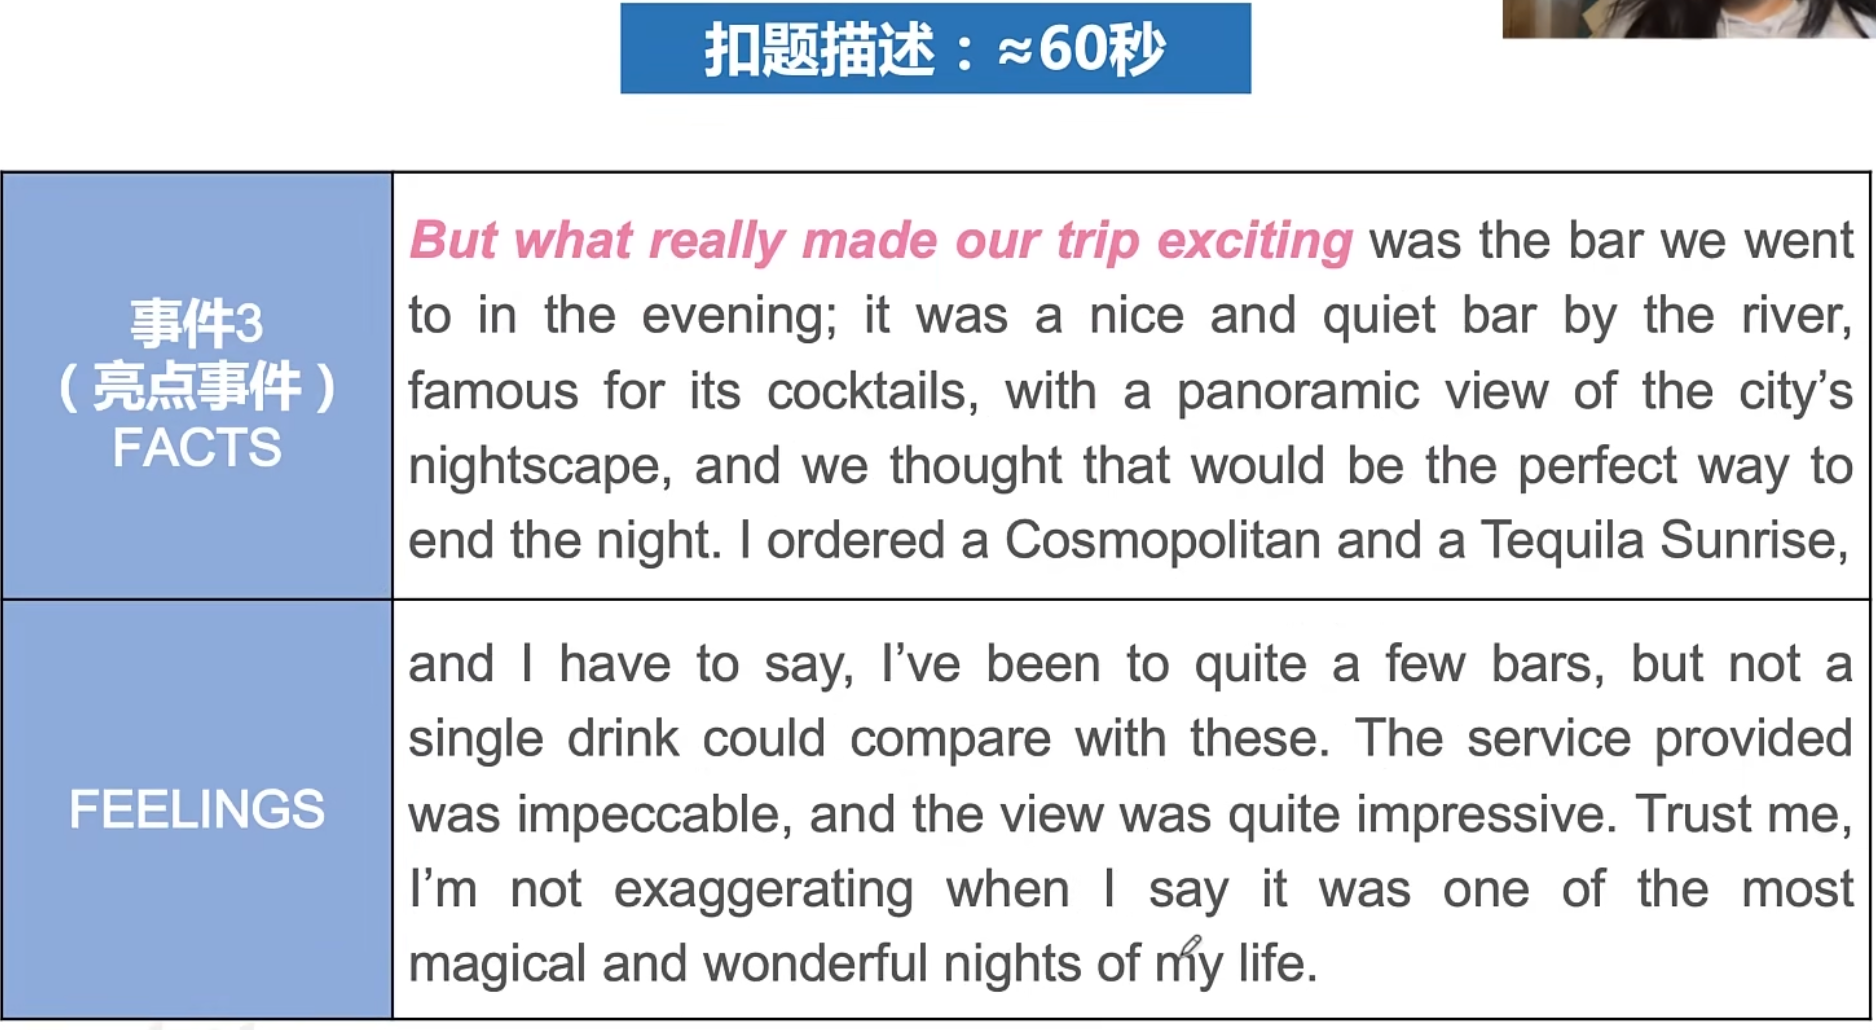 扣题描述：≈60秒
事件3
（亮点事件）
FACTS
But what really made our trip exciting was the bar we went
to in the evening; it was a nice and quiet bar by the river,
famous for its cocktails, with a panoramic view of the city’s
nightscape, and we thought that would be the perfect way to
end the night. I ordered a Cosmopolitan and a Tequila Sunrise,
FEELINGS
and I have to say, I’ve been to quite a few bars, but not a
single drink could compare with these. The service provided
was impeccable, and the view was quite impressive. Trust me,
I’m not exaggerating when I say it was one of the most
magical and wonderful nights of my life.